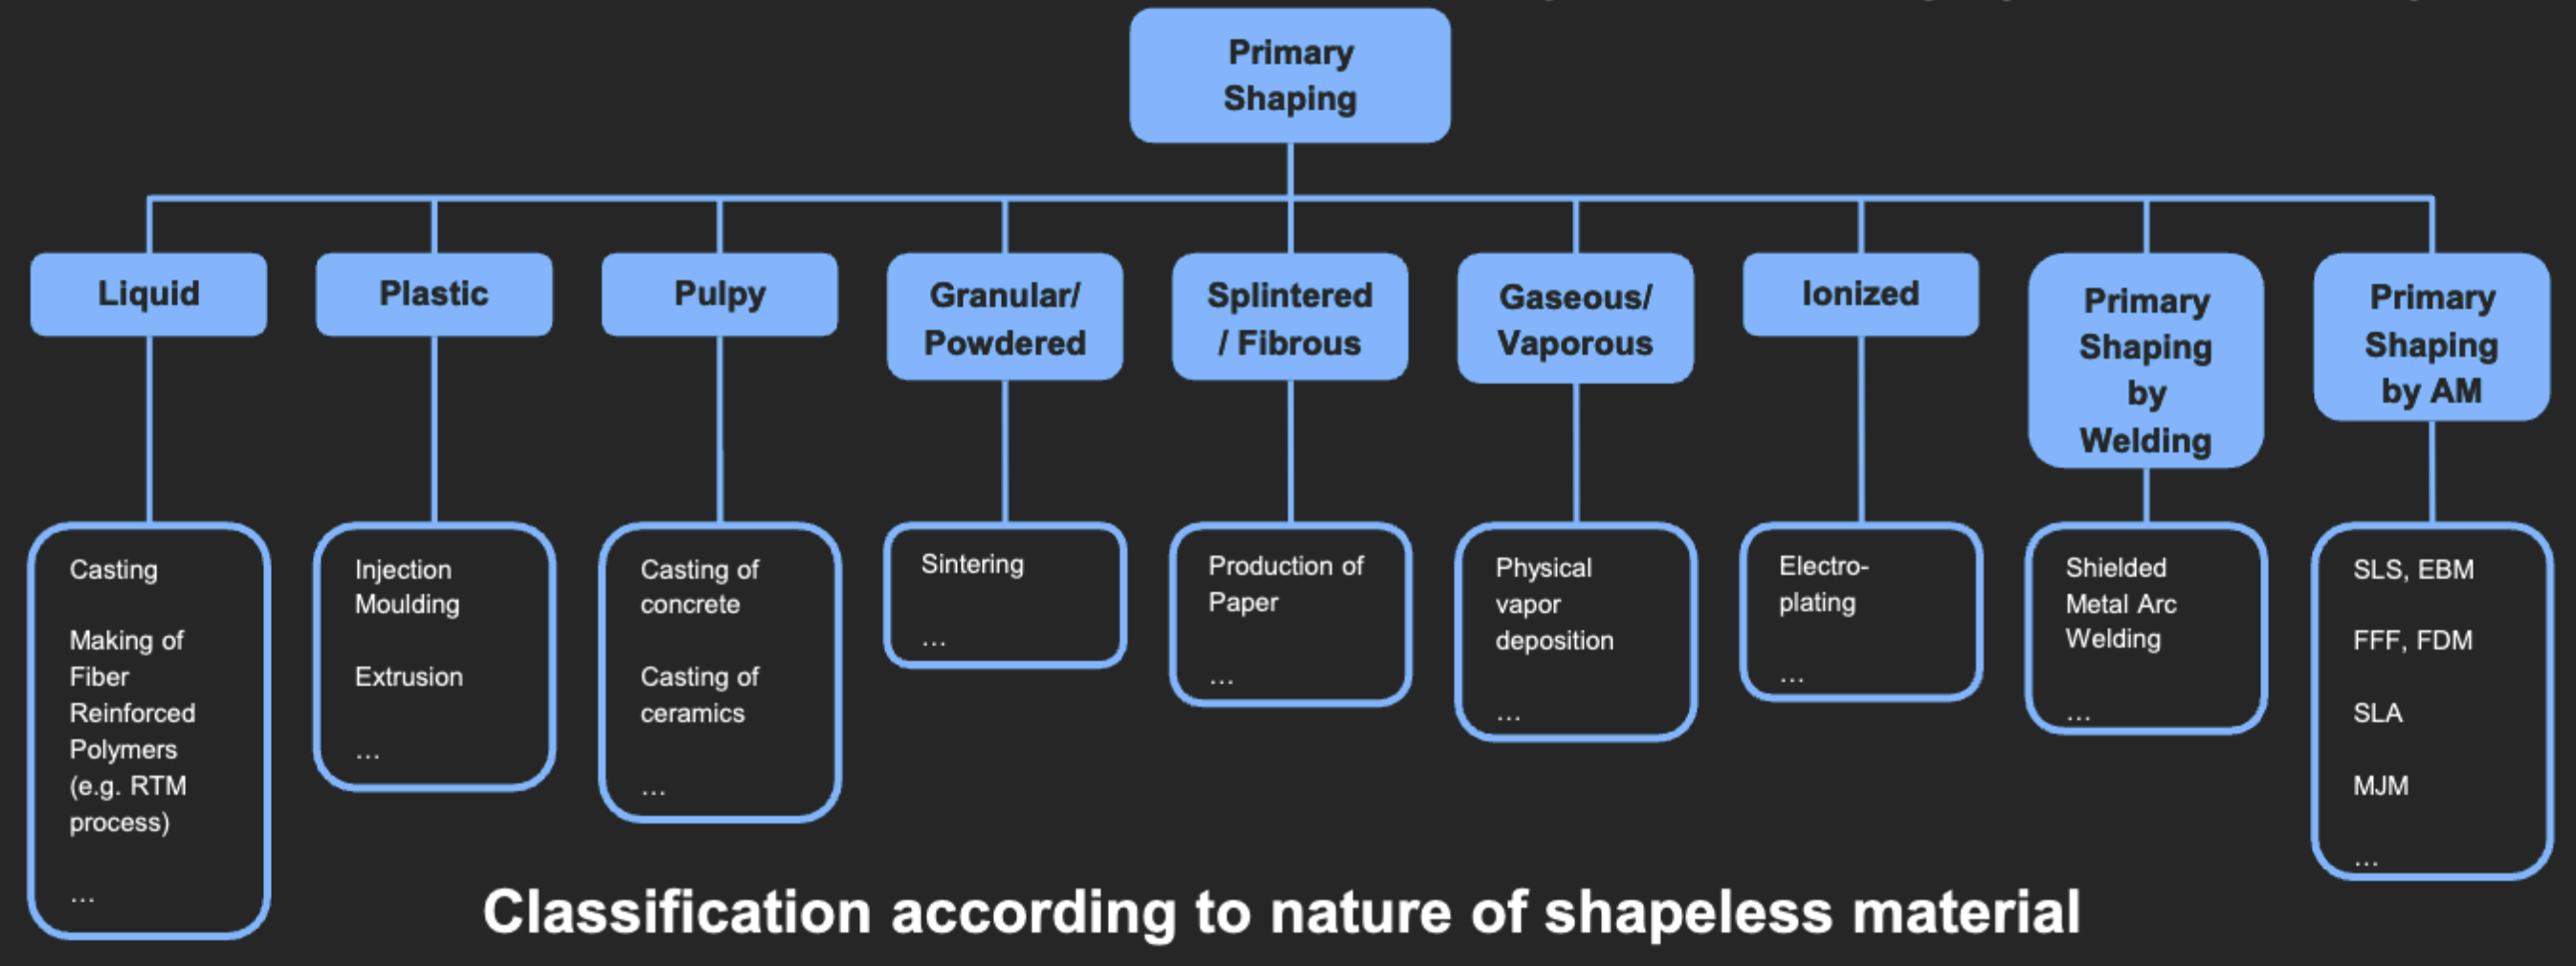 Primary
Shaping
Liquid
Plastic
Pulpy
Granular/
Powdered
Splintered
/ Fibrous
Gaseous/
Vaporous
Ionized
Primary
Shaping
by
Welding
Primary
Shaping
by AM
Casting
Making of
Fiber
Reinforced
Polymers
(e.g. RTM
process)
...
Injection
Moulding
Extrusion
...
Casting of
concrete
Casting of
ceramics
...
Sintering
...
Production of
Paper
...
Physical
vapor
deposition
...
Electro-
plating
...
Shielded
Metal Arc
Welding
...
SLS, EBM
FFF, FDM
SLA
MJM
...
Classification according to nature of shapeless material